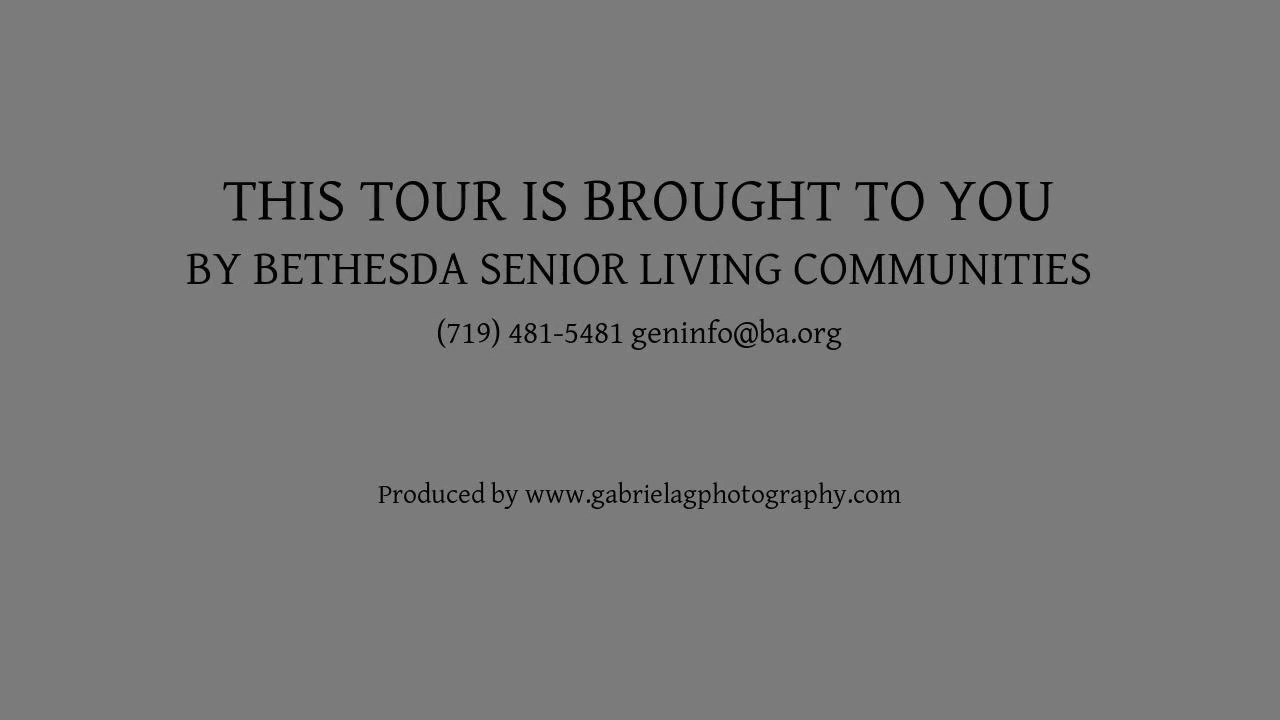 THIS TOUR IS BROUGHT TO YOU
BY BETHESDA SENIOR LIVING COMMUNITIES
(719) 481-5481 geninfo@ba.org
Produced by www.gabrielagphotography.com